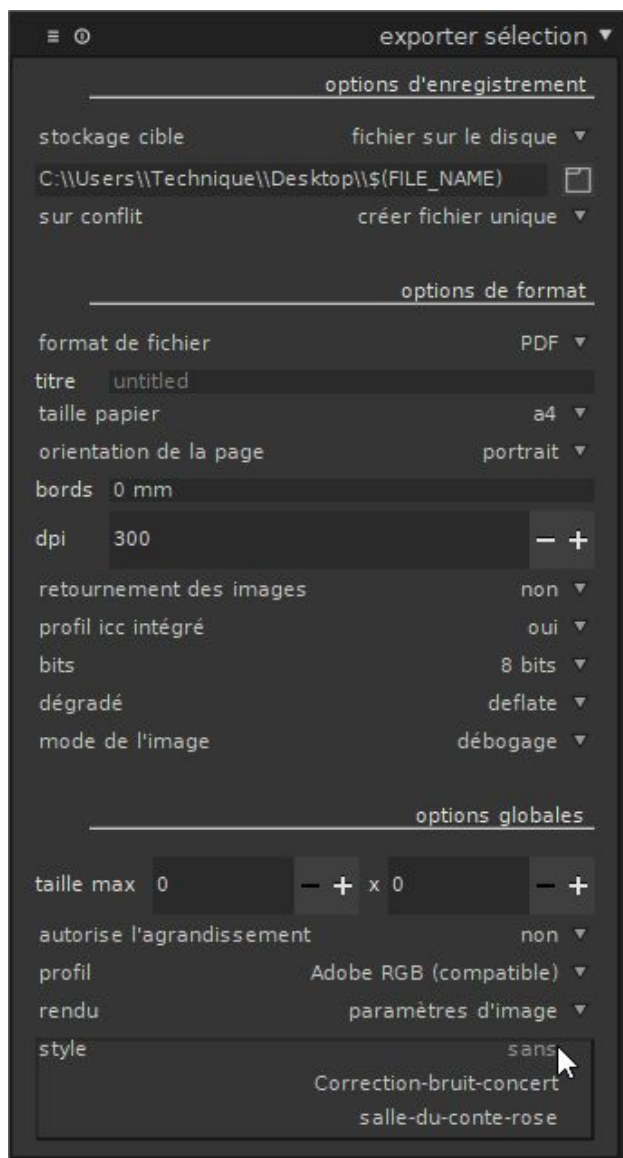 exporter sélection
options d'enregistrement
stockage cible fichier sur le disque
C:\\Users\\Technique\\Desktop\\$(FILE_NAME)
sur conflit créer fichier unique
options de format
format de fichier PDF
titre untitled
taille papier a4
orientation de la page portrait
bords 0 mm
dpi 300
retournement des images non
profil icc intégré oui
bits 8 bits
dégradé deflate
mode de l'image débogage
options globales
taille max 0 x 0
autorise l'agrandissement non
profil Adobe RGB (compatible)
rendu paramètres d'image
style sans
Correction-bruit-concert
salle-du-conte-rose